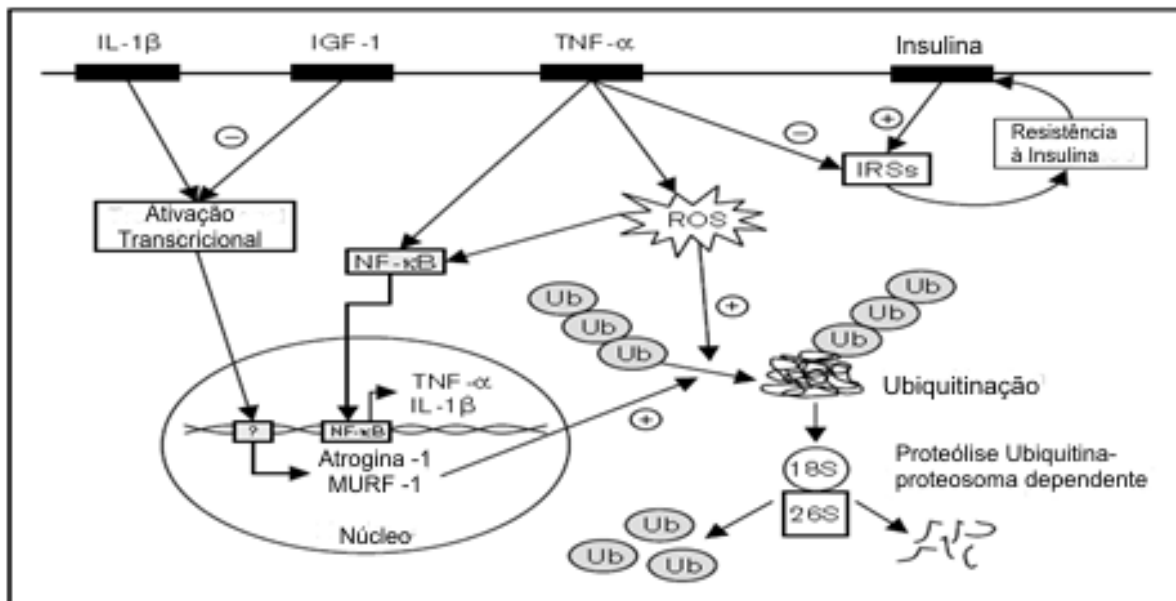 IL-1β
IGF-1
TNF-α
Insulina
−
−
+
Resistência
à Insulina
IRSs
Ativação
Transcricional
ROS
NF-κB
Ub
Ub
Ub
+
Ub
Ub
Ub
Ubiquitinação
TNF-α
IL-1β
?
NF-κB
+
Atrogina -1
MURF -1
Núcleo
18S
26S
Proteólise Ubiquitina-
proteosoma dependente
Ub
Ub
Ub